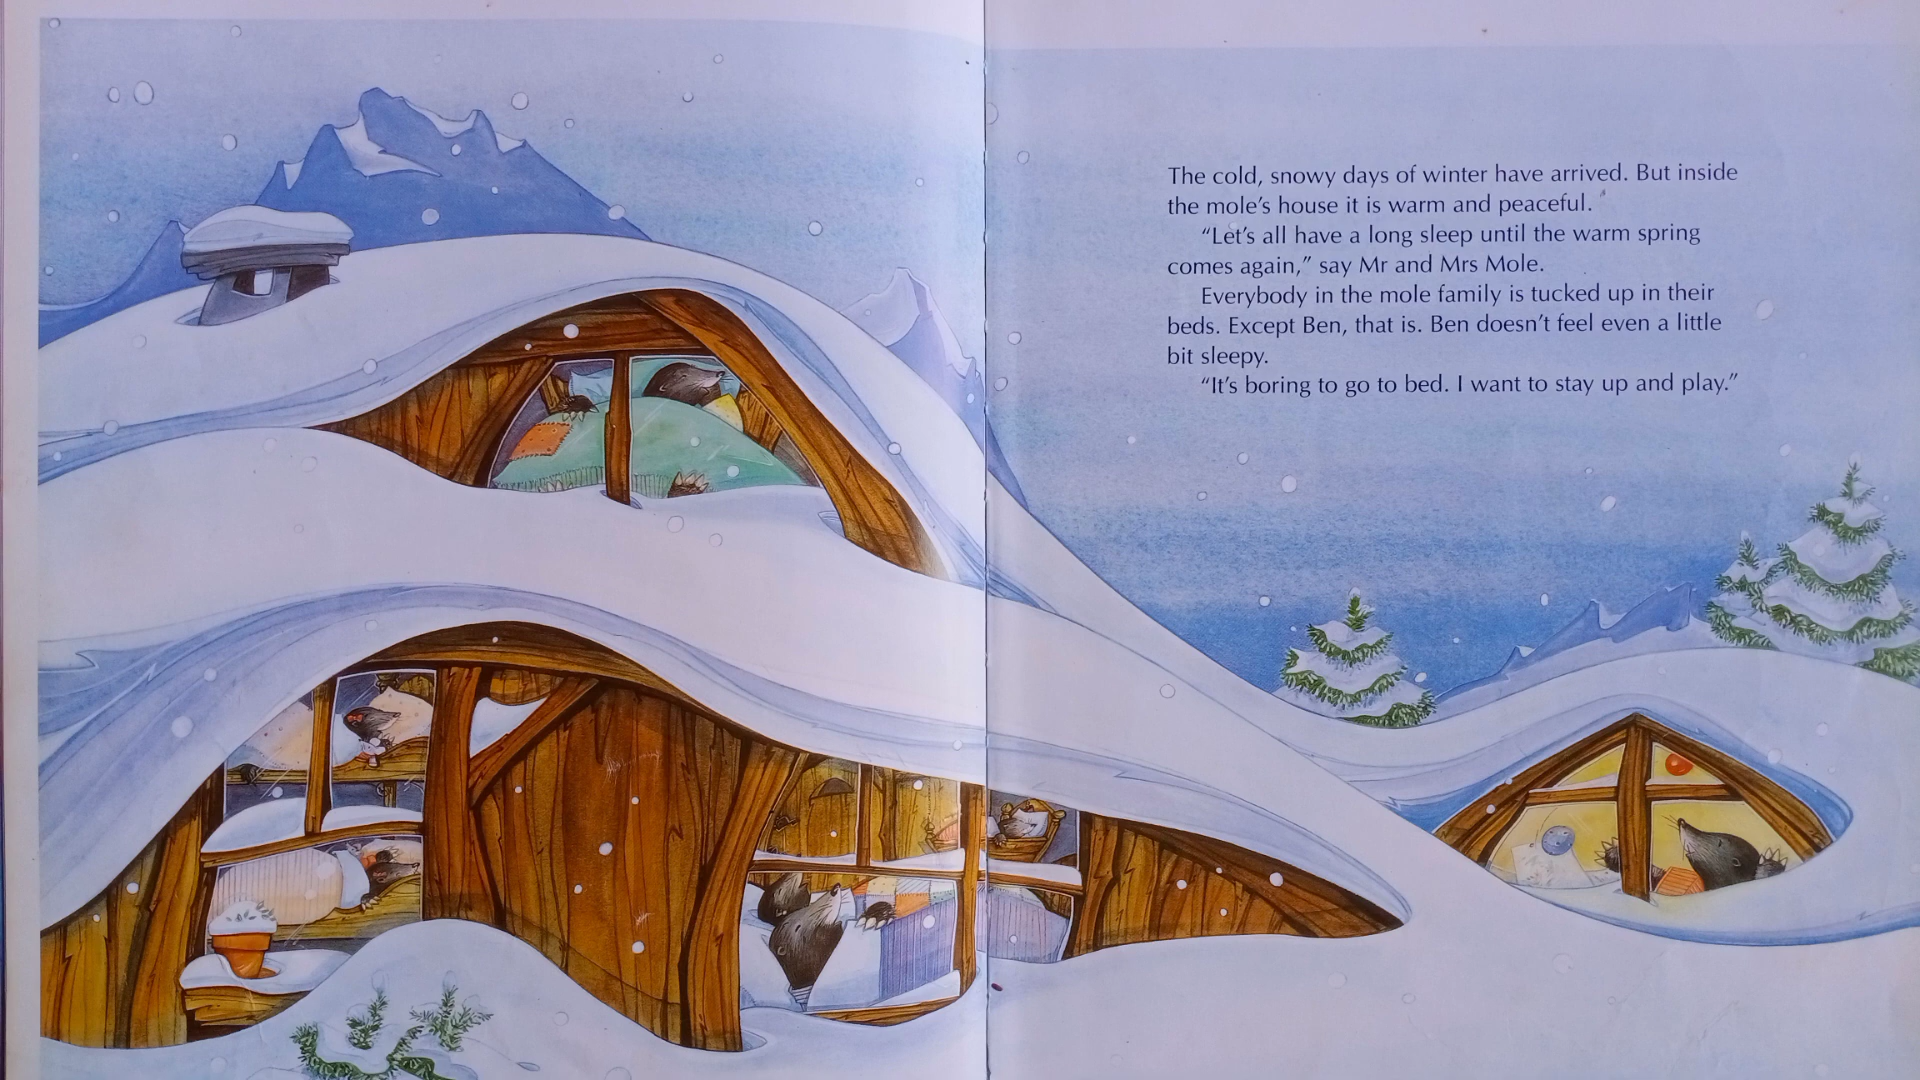 The cold, snowy days of winter have arrived. But inside
the mole’s house it is warm and peaceful.
“Let’s all have a long sleep until the warm spring
comes again,” say Mr and Mrs Mole.
Everybody in the mole family is tucked up in their
beds. Except Ben, that is. Ben doesn’t feel even a little
bit sleepy.
“It’s boring to go to bed. I want to stay up and play.”